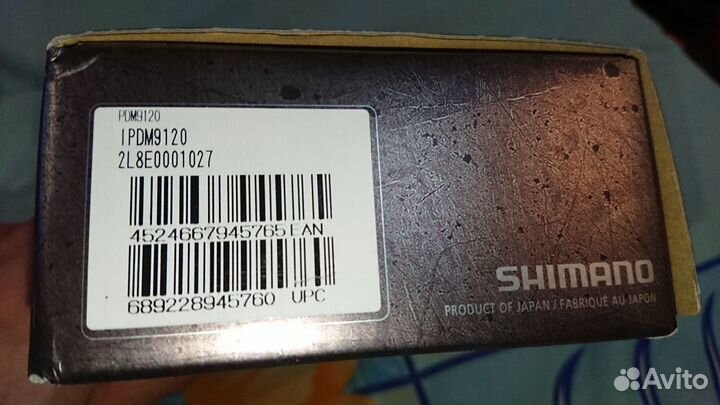 PDM9120
IPDM9120
2L8E0001027
4524667945765 EAN
689228945760 UPC
SHIMANO
PRODUCT OF JAPAN / FABRIQUÉ AU JAPON
Avito